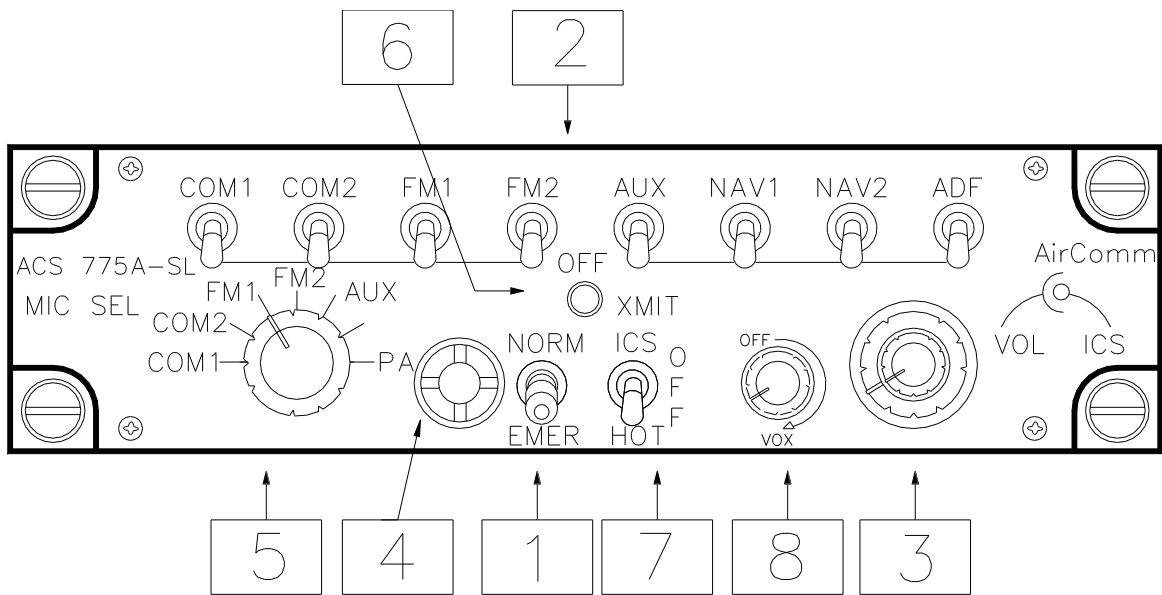 6 2
COM1 COM2 FM1 FM2 AUX NAV1 NAV2 ADF
OFF
ACS 775A-SL
AirComm
MIC SEL
FM1 FM2 AUX
XMIT
COM2
COM1 PA
NORM ICS OFF
OFF
VOL ICS
EMER HOT
VOX
5 4 1 7 8 3